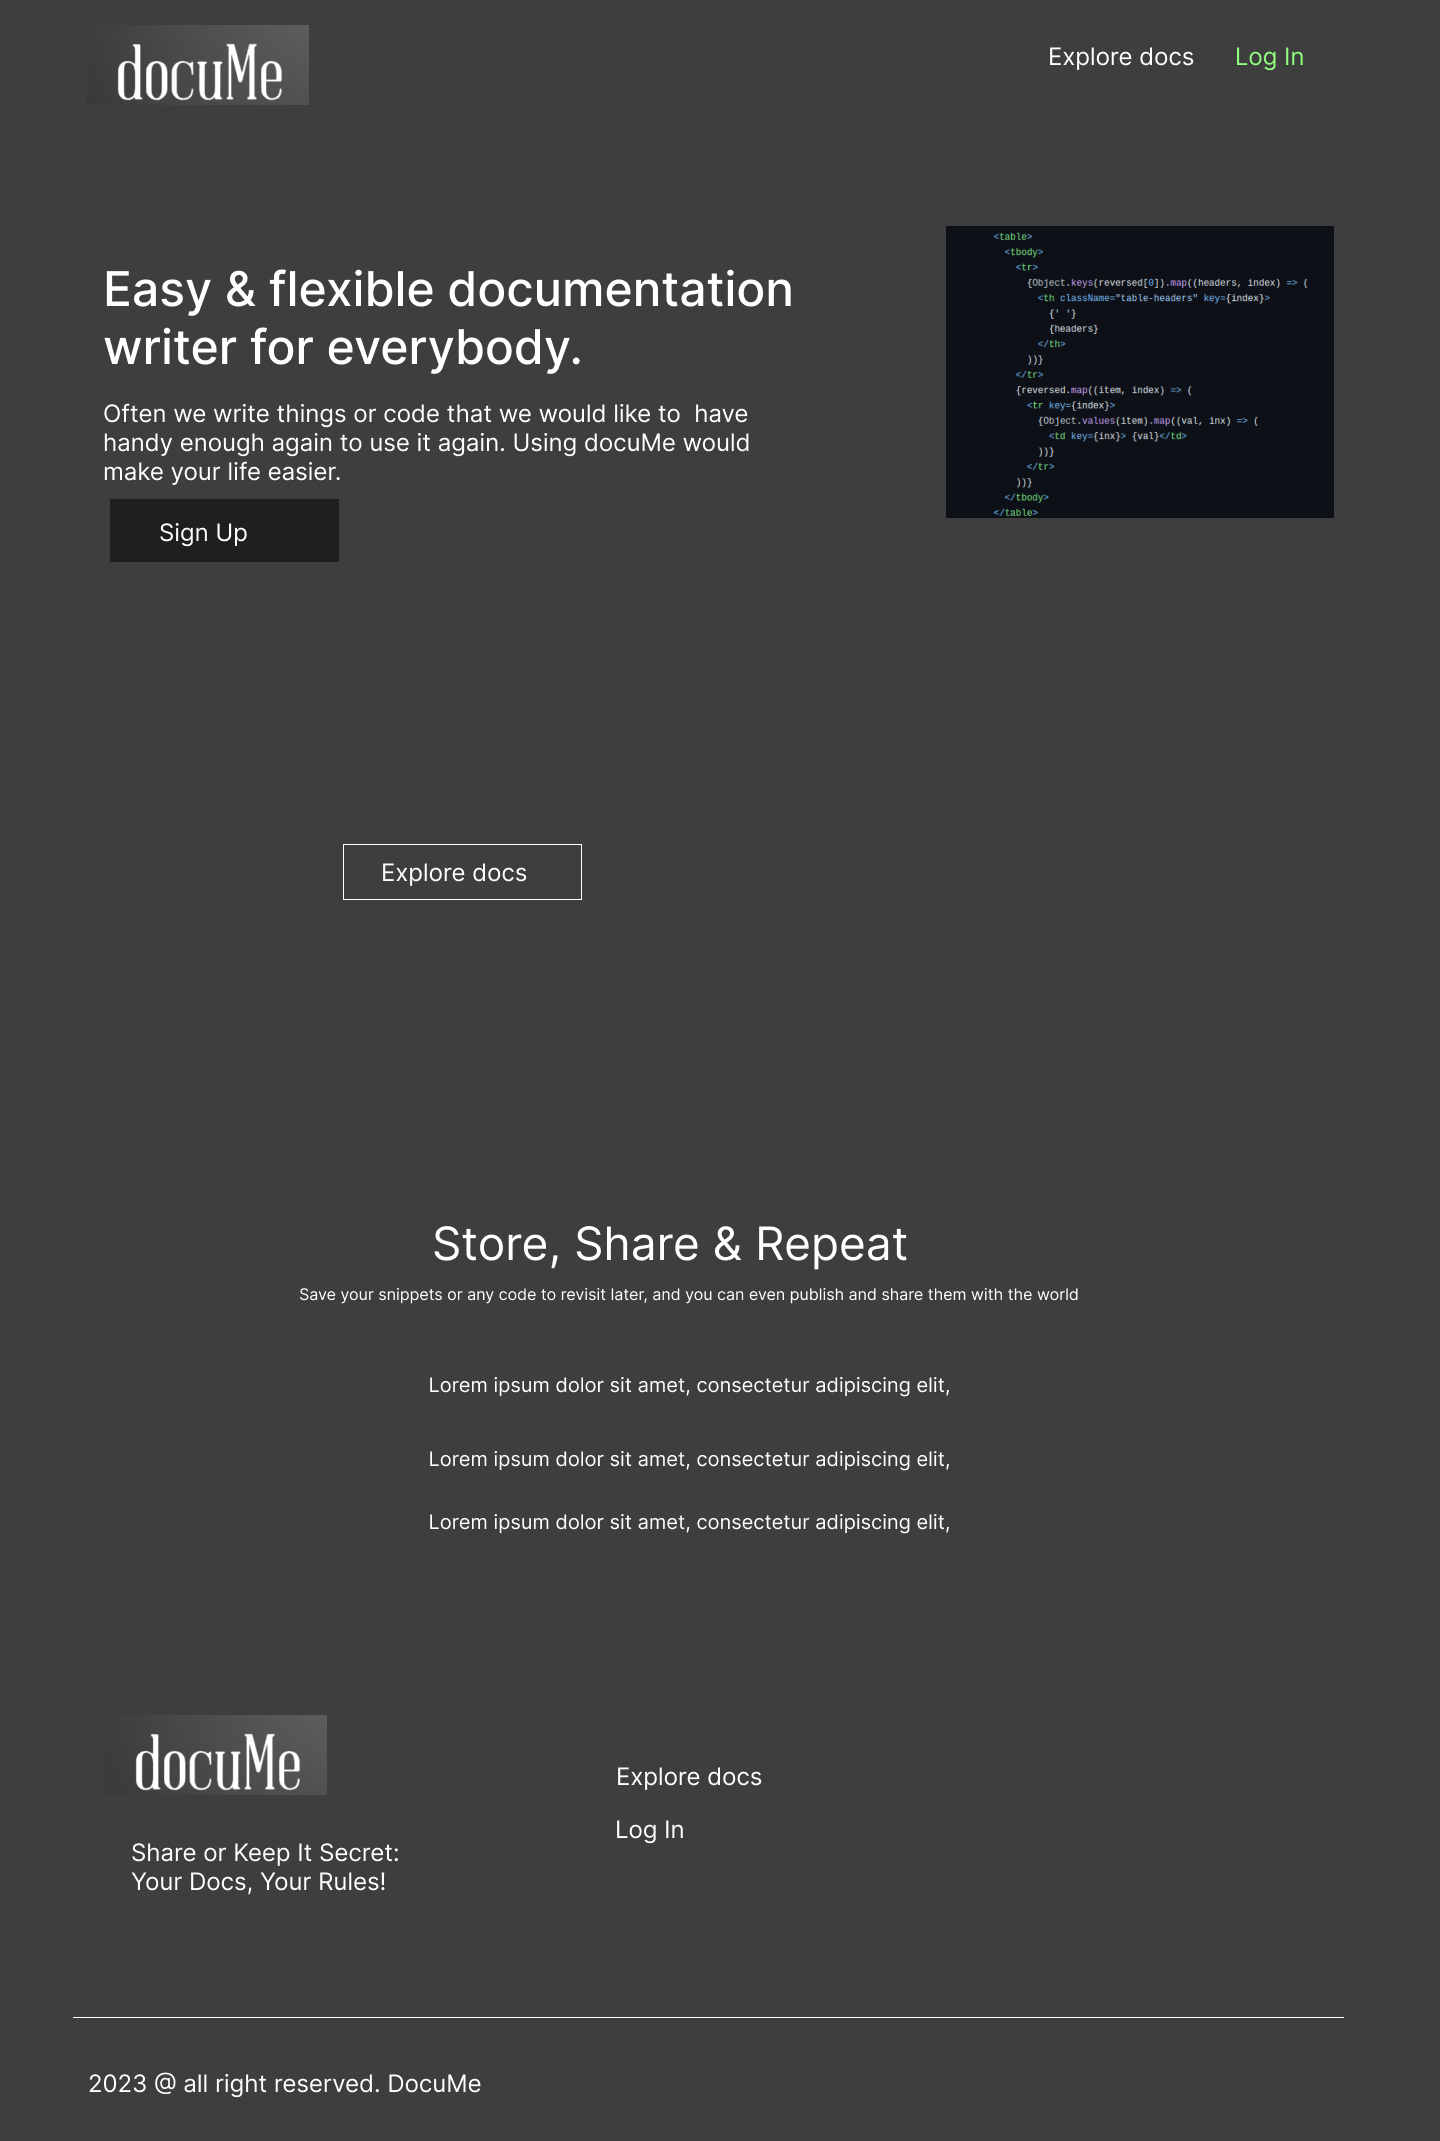 docuMe
Explore docs
Log In
Easy & flexible documentation
writer for everybody.
Often we write things or code that we would like to  have
handy enough again to use it again. Using docuMe would
make your life easier.
Sign Up
<table>
<tbody>
<tr>
{Object.keys(reversed[0]).map((headers, index) => (
<th className="table-headers" key={index}>
{' '}
{headers}
</th>
))}
</tr>
{reversed.map((item, index) => (
<tr key={index}>
{Object.values(item).map((val, inx) => (
<td key={inx}> {val}</td>
))}
</tr>
))}
</tbody>
</table>
Explore docs
Store, Share & Repeat
Save your snippets or any code to revisit later, and you can even publish and share them with the world
Lorem ipsum dolor sit amet, consectetur adipiscing elit,
Lorem ipsum dolor sit amet, consectetur adipiscing elit,
Lorem ipsum dolor sit amet, consectetur adipiscing elit,
docuMe
Share or Keep It Secret:
Your Docs, Your Rules!
Explore docs
Log In
2023 @ all right reserved. DocuMe